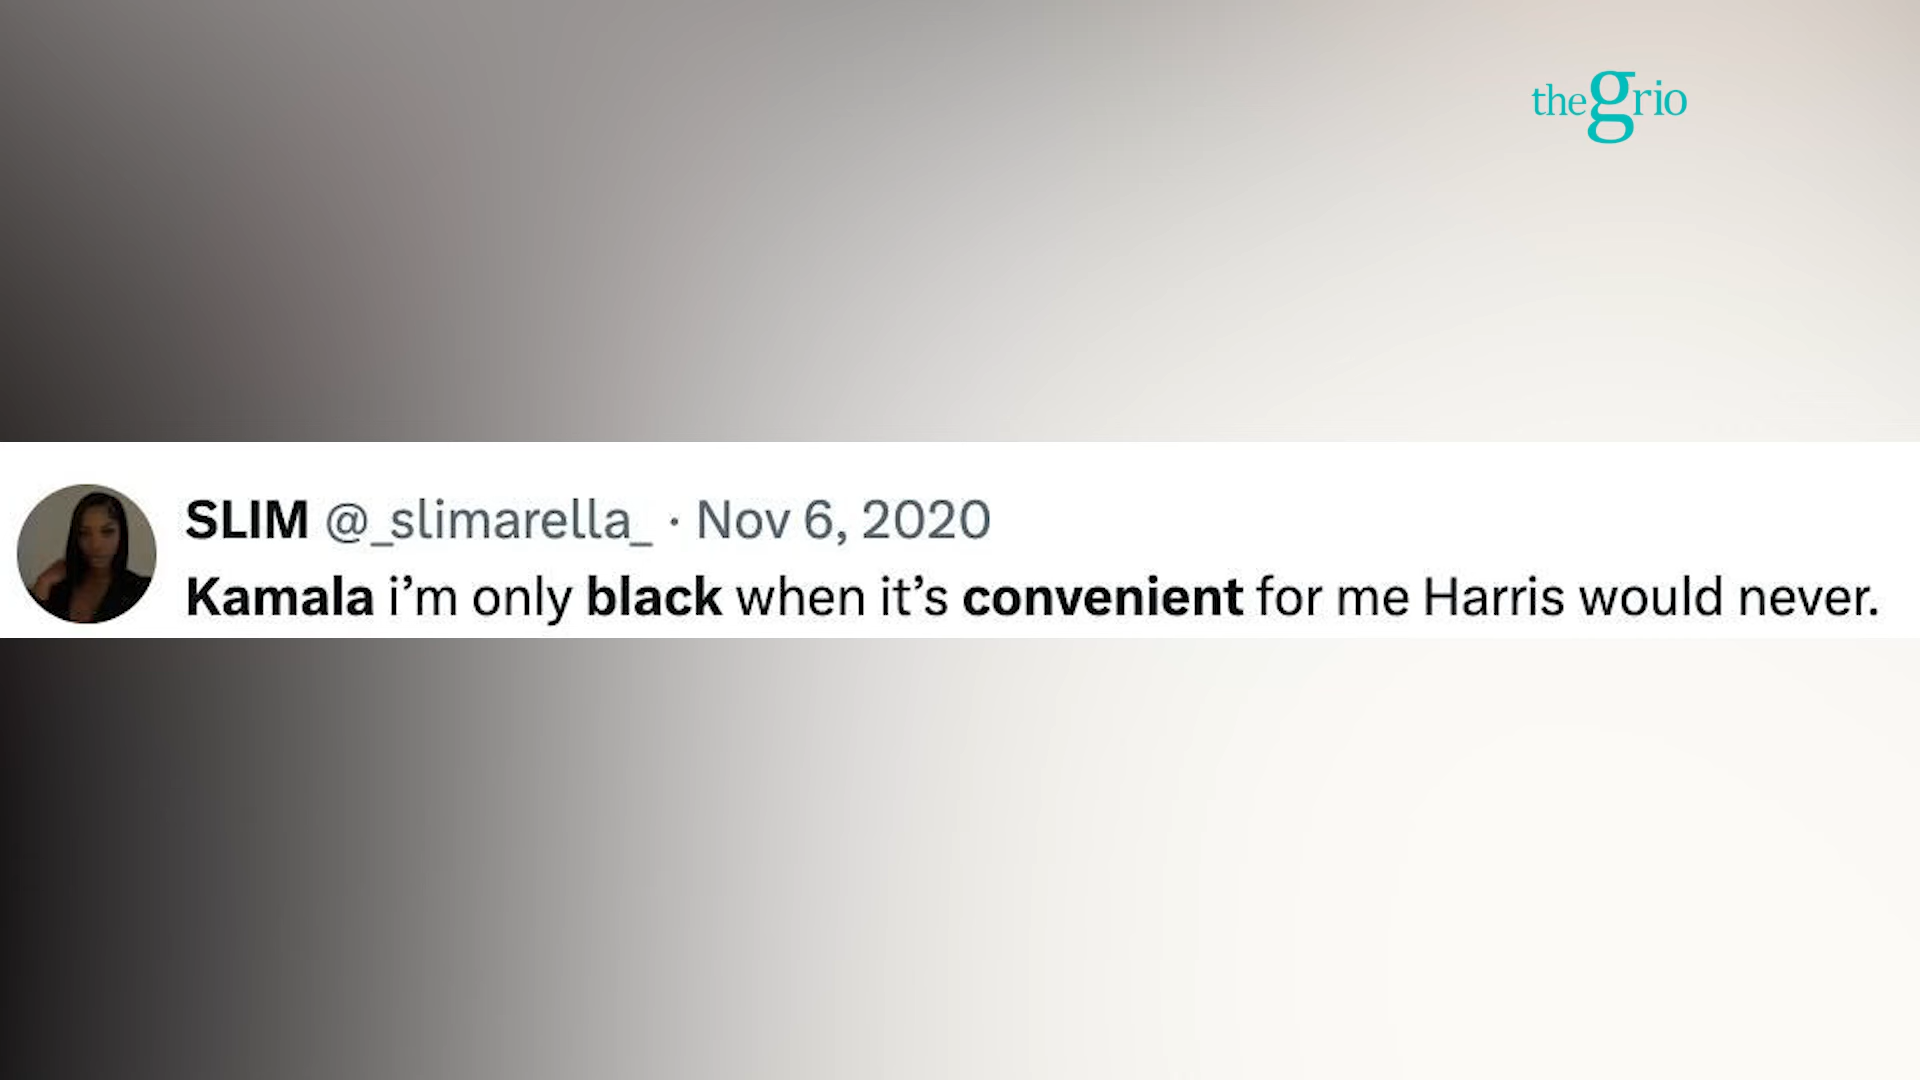 thegrio
SLIM @_slimarella_ · Nov 6, 2020
Kamala i’m only black when it’s convenient for me Harris would never.